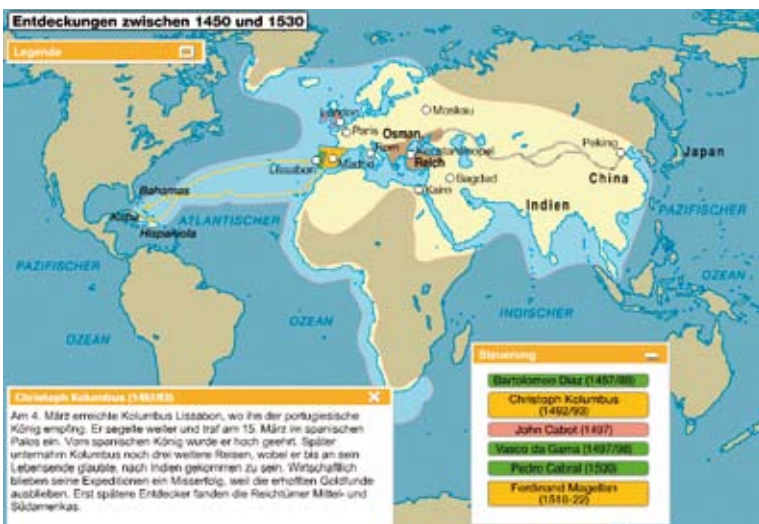 Entdeckungen zwischen 1450 und 1530
Legende
London
Moskau
Paris
Osman.
Rom
Konstantinopel
Peking
Japan
Lissabon
Madrid
Reich
China
Bagdad
Kairo
Bahamas
Indien
Kuba
ATLANTISCHER
PAZIFISCHER
Hispaniola
PAZIFISCHER
OZEAN
INDISCHER
OZEAN
OZEAN
Steuerung
Bartolomeo Diaz (1487/88)
Christoph Kolumbus
(1492/93)
John Cabot (1497)
Vasco da Gama (1497/98)
Pedro Cabral (1500)
Ferdinand Magellan
(1519-22)
Christoph Kolumbus (1492/93)
Am 4. März erreichte Kolumbus Lissabon, wo ihn der portugiesische
König empfing. Er segelte weiter und traf am 15. März im spanischen
Palos ein. Vom spanischen König wurde er hoch geehrt. Später
unternahm Kolumbus noch drei weitere Reisen, wobei er bis an sein
Lebensende glaubte, nach Indien gekommen zu sein. Wirtschaftlich
blieben seine Expeditionen ein Misserfolg, weil die erhofften Goldfunde
ausblieben. Erst spätere Entdecker fanden die Reichtümer Mittel- und
Südamerikas.